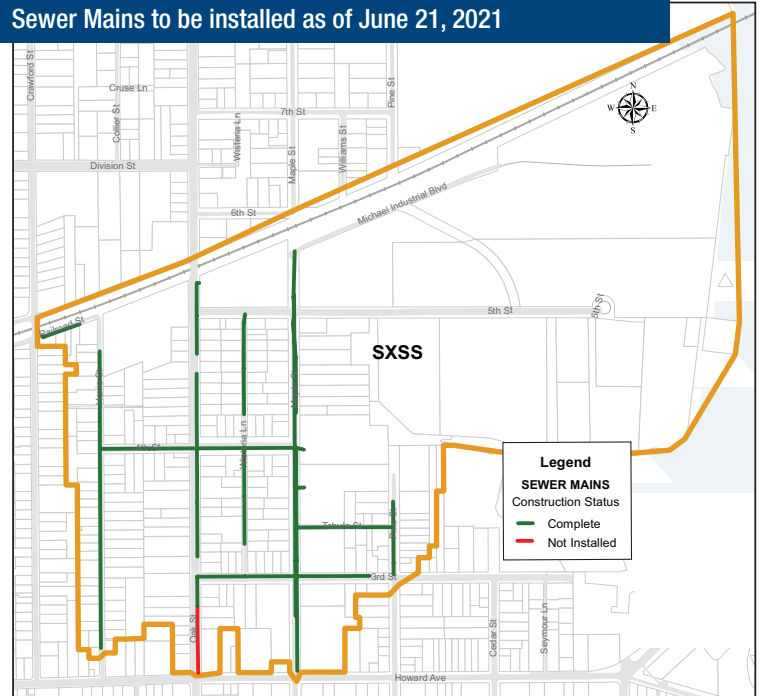 Sewer Mains to be installed as of June 21, 2021
Crawford St
Cruse Ln
Collier St
Wisteria Ln
7th St
Maple St
Williams St
Pine St
N
W
E
S
Division St
6th St
Michael Industrial Blvd
Railroad St
5th St
5th St
SXSS
4th St
Wisteria Ln
Legend
SEWER MAINS
Construction Status
Complete
Not Installed
3rd St
Oak St
Cedar St
Seymour Ln
Howard Ave